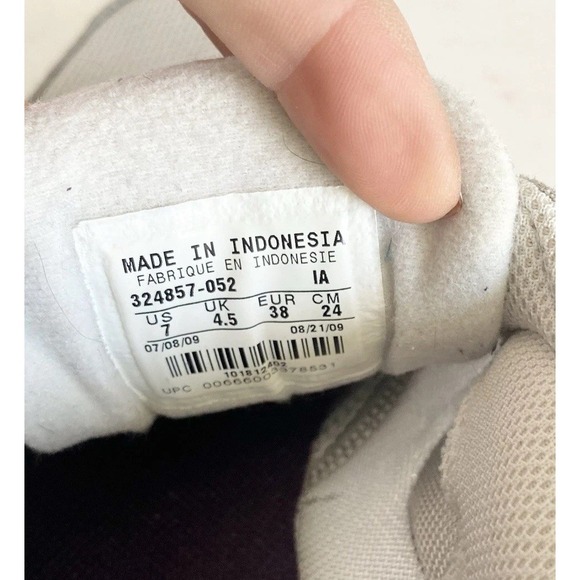 MADE IN INDONESIA
FABRIQUE EN INDONESIE
324857-052 IA
US UK EUR CM
7 4.5 38 24
07/08/09 08/21/09
UPC